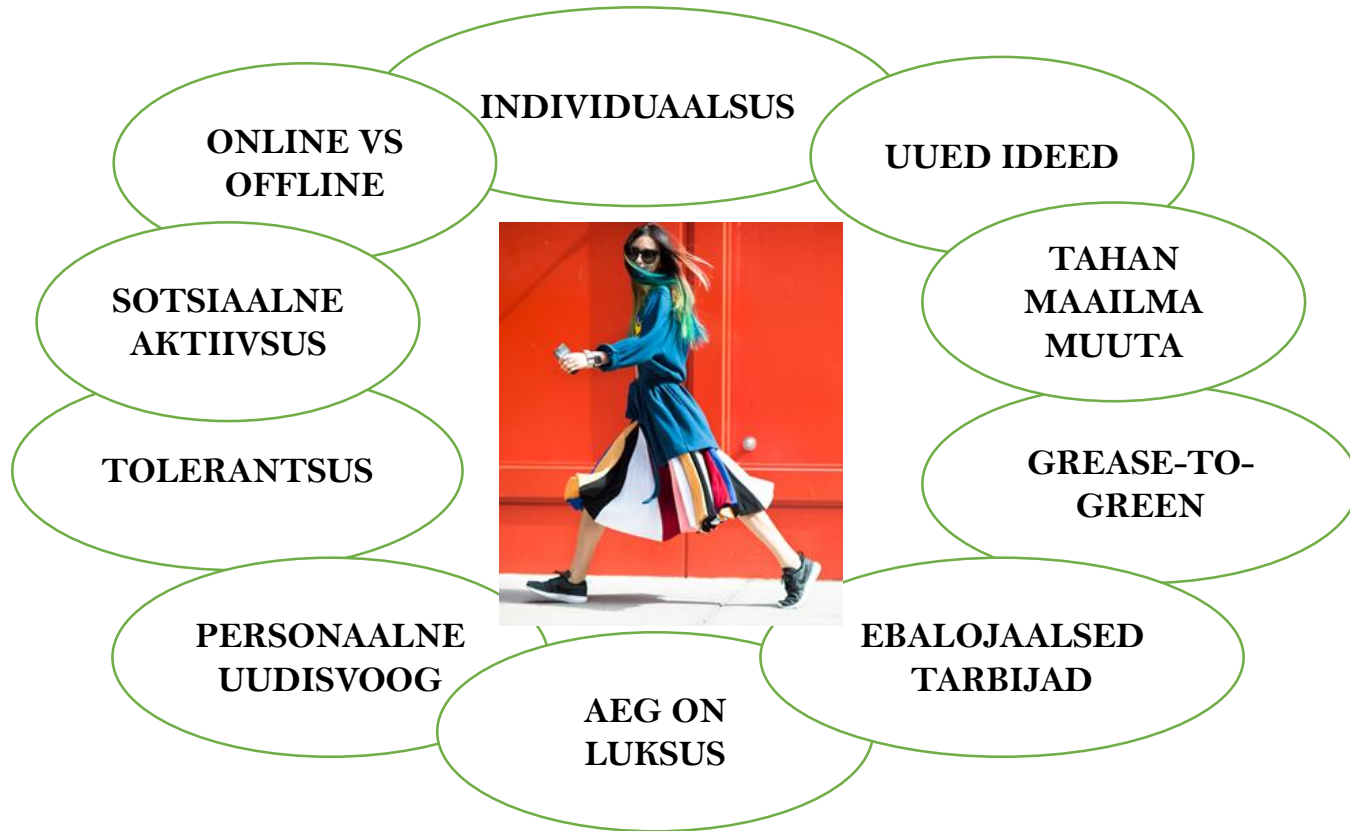 INDIVIDUAALSUS
ONLINE VS
OFFLINE
UUED IDEED
TAHAN
MAAILMA
MUUTA
SOTSIAALNE
AKTIIVSUS
TOLERANTSUS
GREASE-TO-
GREEN
PERSONAALNE
UUDISVOOG
EBALOJAALSED
TARBIJAD
AEG ON
LUKSUS